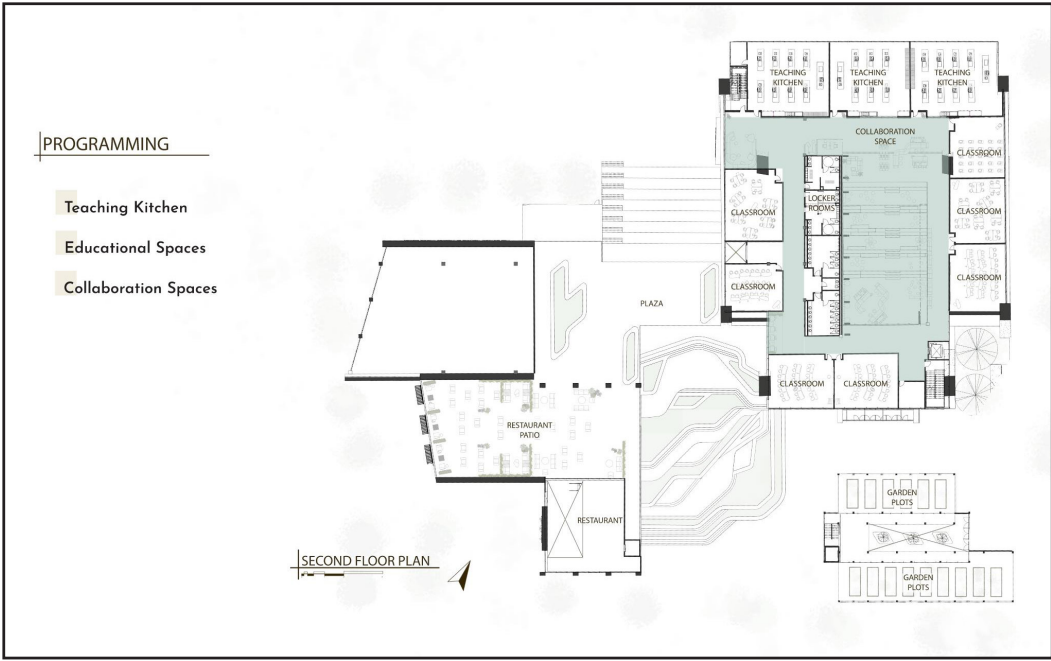 PROGRAMMING
Teaching Kitchen
Educational Spaces
Collaboration Spaces
TEACHING
KITCHEN
TEACHING
KITCHEN
TEACHING
KITCHEN
COLLABORATION
SPACE
CLASSROOM
CLASSROOM
LOCKER
ROOMS
CLASSROOM
CLASSROOM
CLASSROOM
CLASSROOM
PLAZA
CLASSROOM
CLASSROOM
RESTAURANT
PATIO
RESTAURANT
GARDEN
PLOTS
GARDEN
PLOTS
SECOND FLOOR PLAN